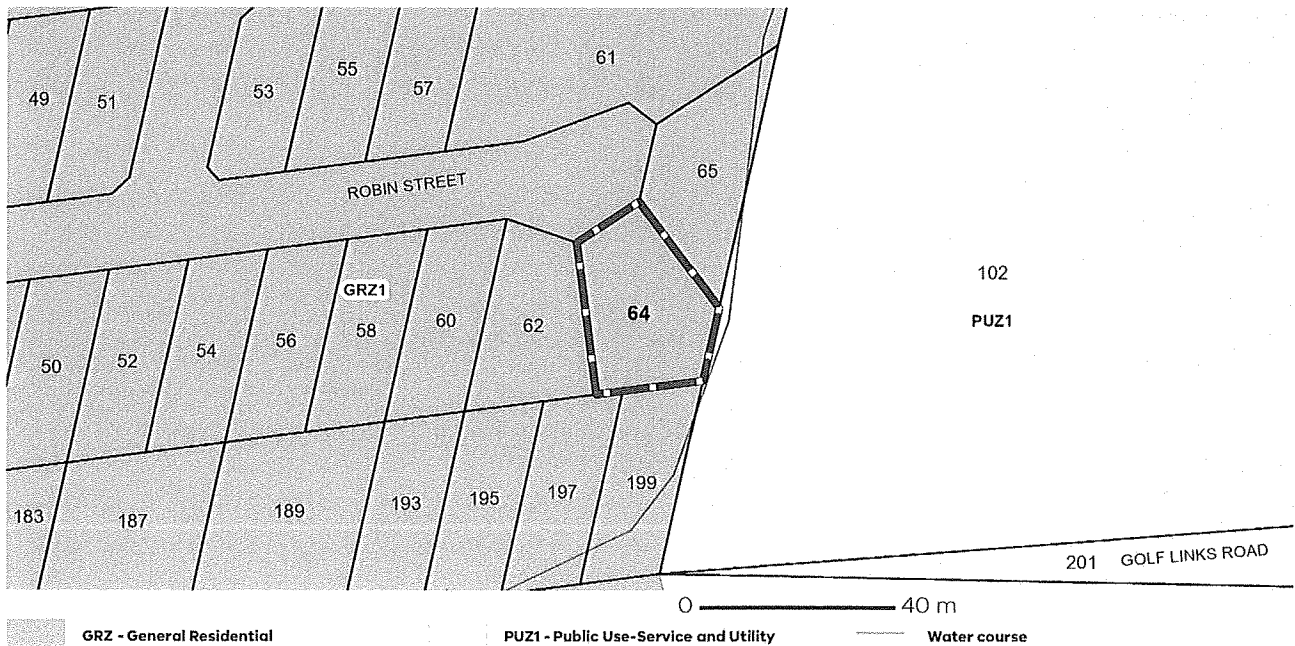 61
55
53
57
49
51
ROBIN STREET
65
102
GRZ1
64
PUZ1
58
60
62
56
54
52
50
199
197
195
193
189
187
183
201 GOLF LINKS ROAD
0 40 m
GRZ - General Residential
PUZ1 - Public Use-Service and Utility
Water course